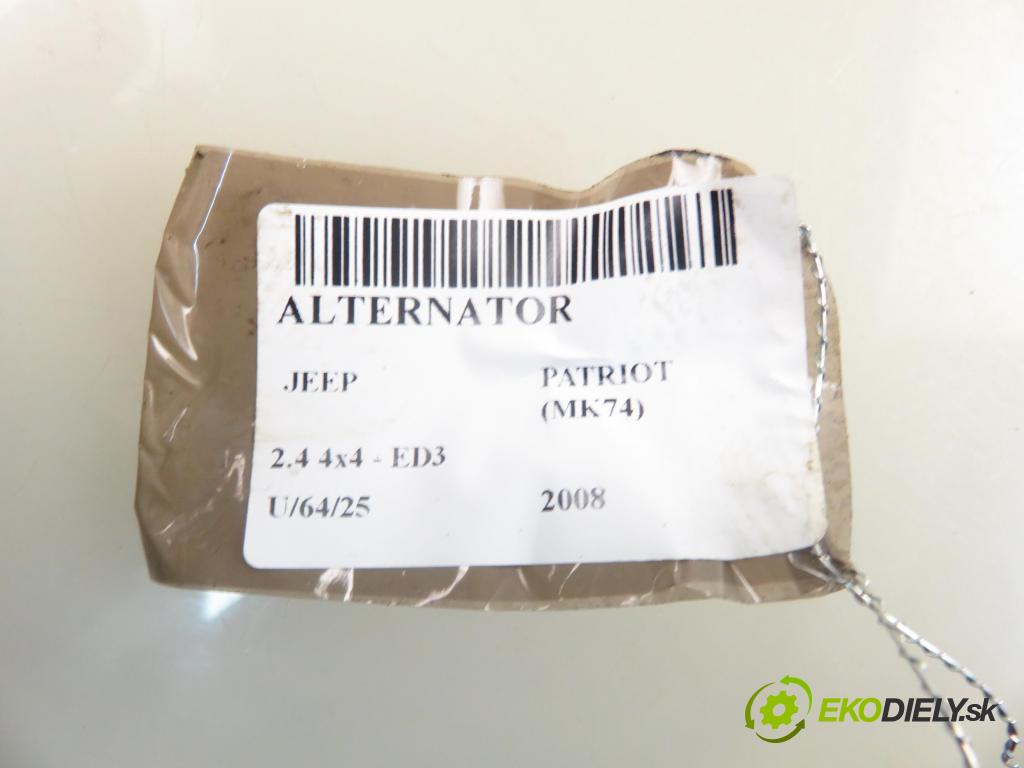 ALTERNATOR
JEEP
PATRIOT
(MK74)
2.4 4x4 - ED3
U/64/25
2008
EKODIELY.sk